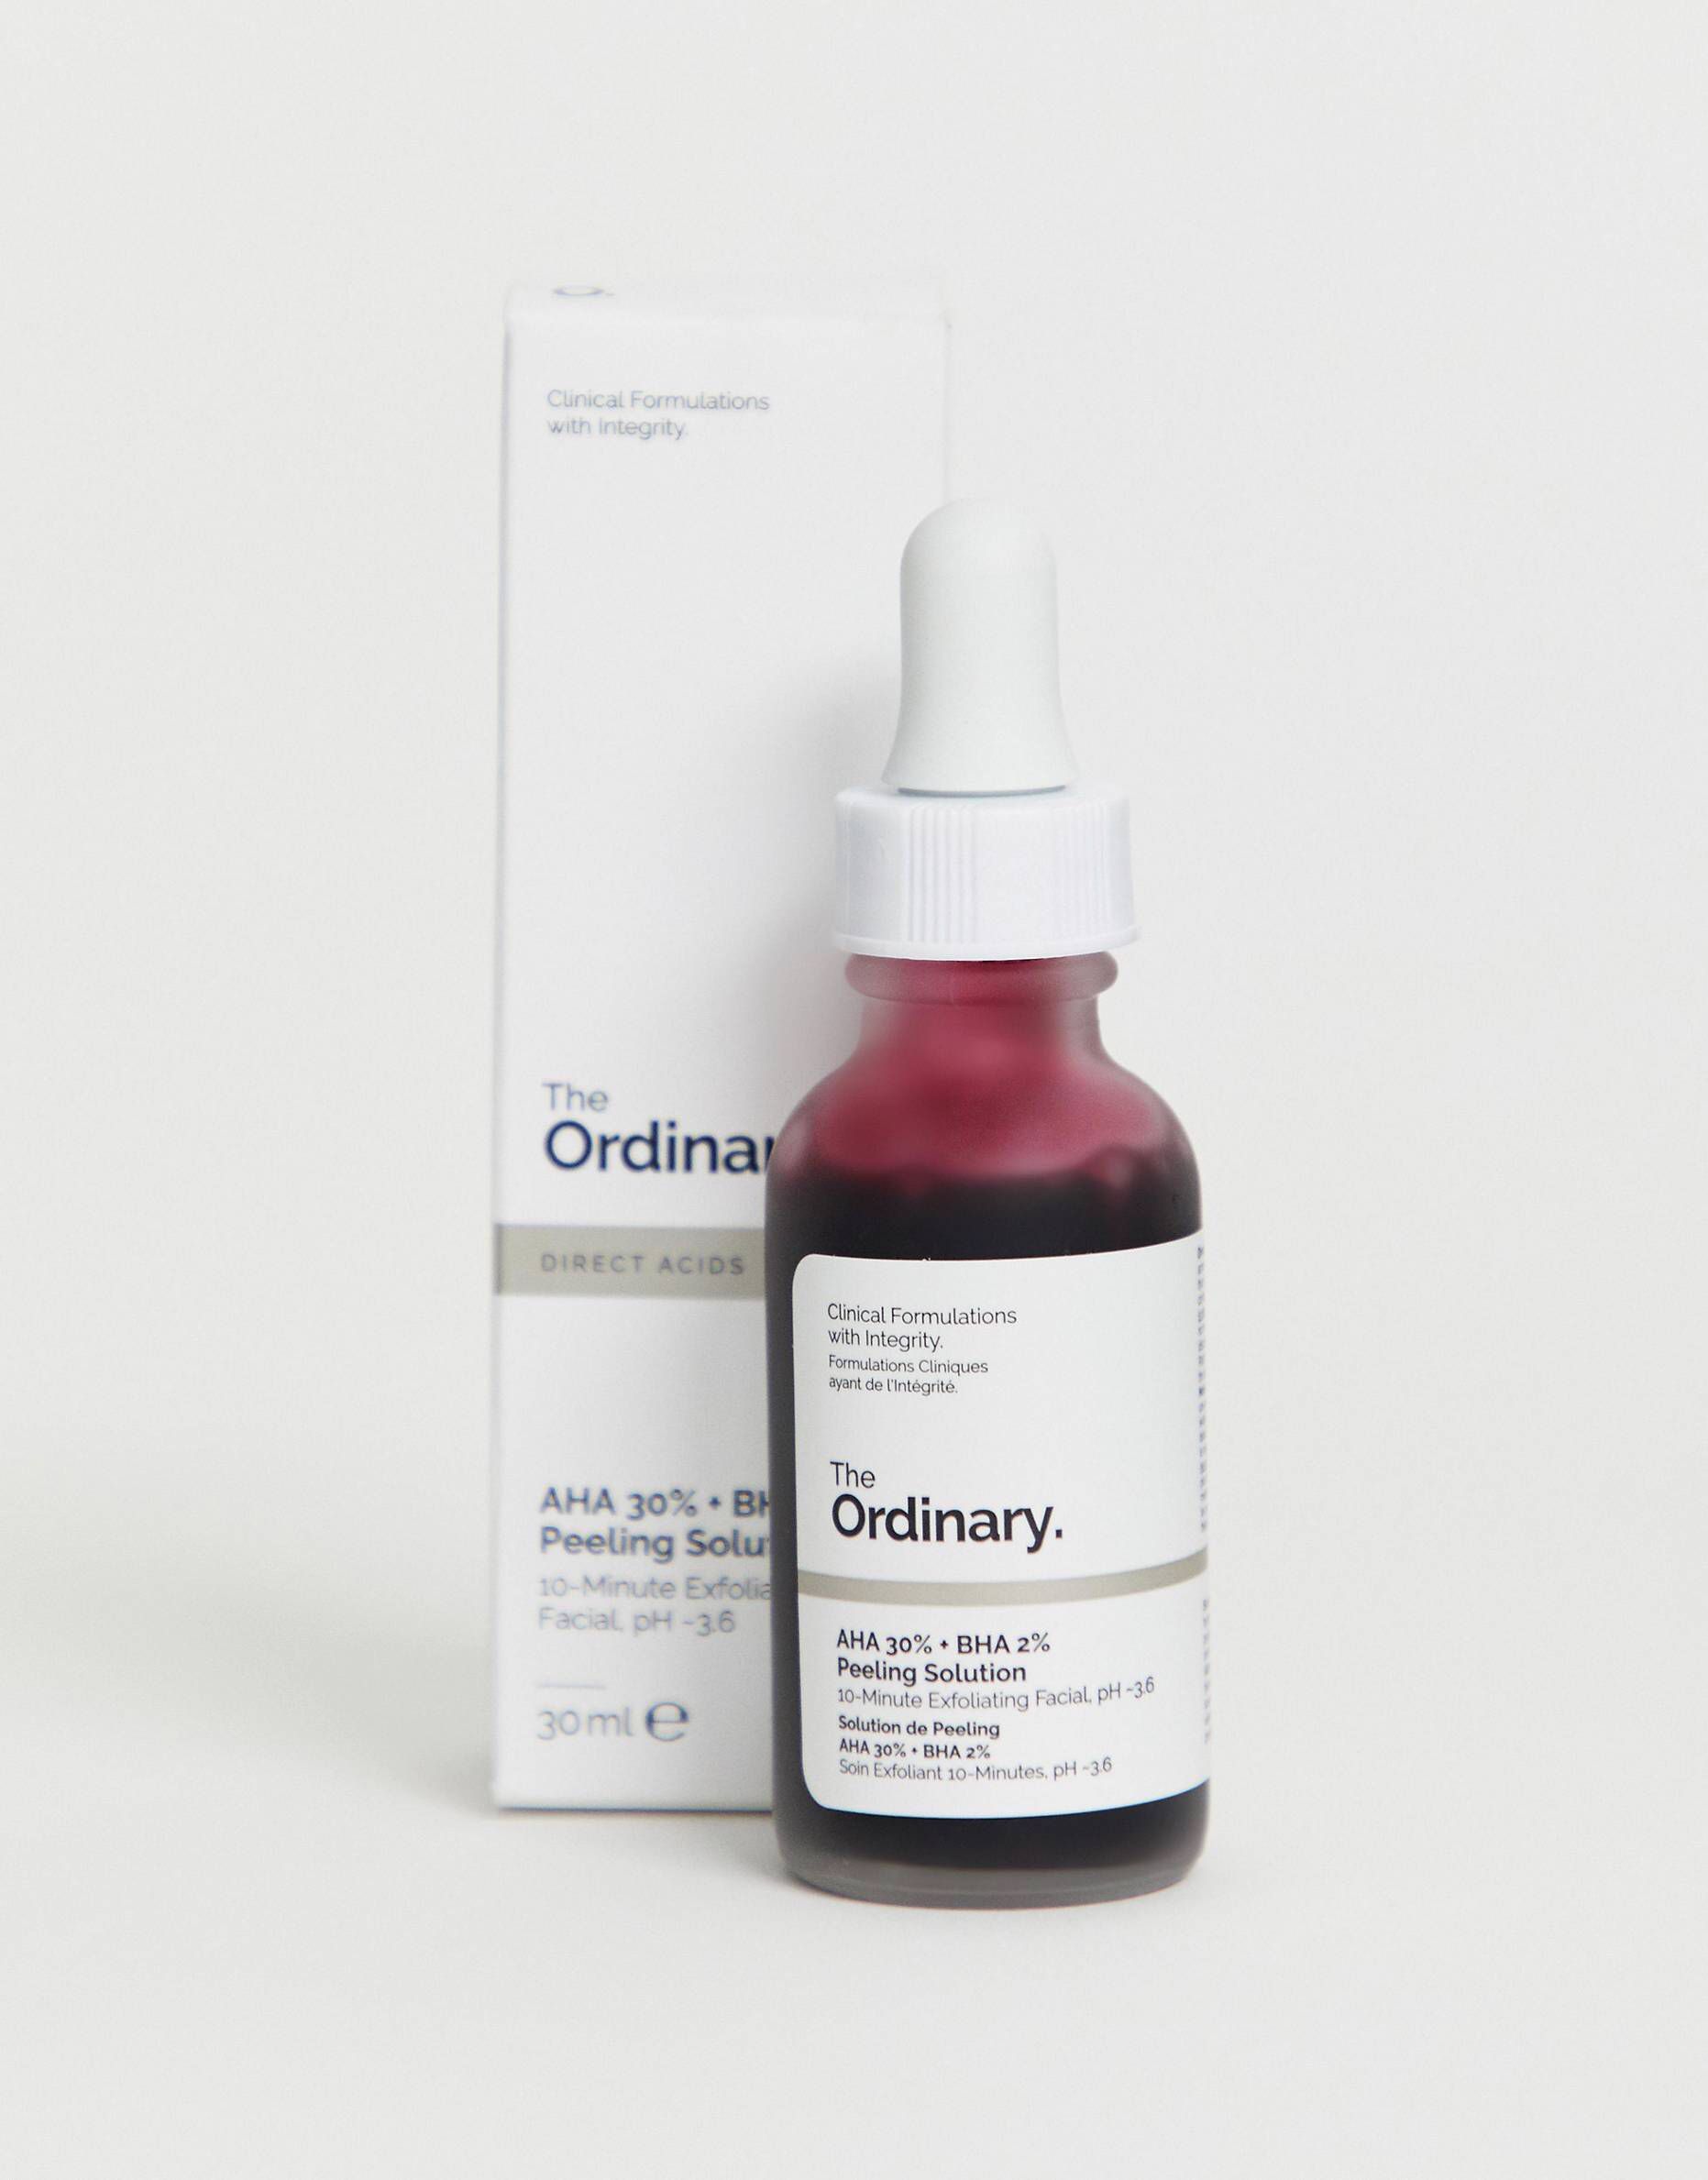 Clinical Formulations
with Integrity.
The
Ordinar
DIRECT ACIDS
AHA 30% + BH
Peeling Solu
10-Minute Exfolia
Facial, pH ~3.6
30 ml e
Clinical Formulations
with Integrity.
Formulations Cliniques
ayant de l'Intégrité.
The
Ordinary.
AHA 30% + BHA 2%
Peeling Solution
10-Minute Exfoliating Facial, pH ~3.6
Solution de Peeling
AHA 30% + BHA 2%
Soin Exfoliant 10-Minutes, pH ~3.6